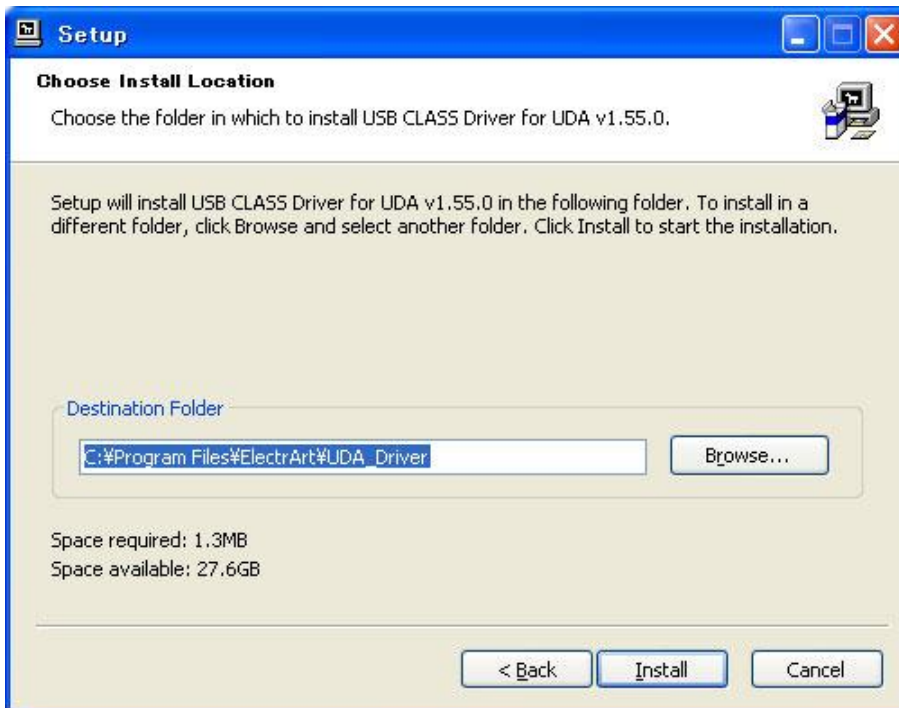 Setup
Choose Install Location
Choose the folder in which to install USB CLASS Driver for UDA v1.55.0.
Setup will install USB CLASS Driver for UDA v1.55.0 in the following folder. To install in a
different folder, click Browse and select another folder. Click Install to start the installation.
Destination Folder
C:¥Program Files¥ElectrArt¥UDA_Driver
Browse...
Space required: 1.3MB
Space available: 27.6GB
< Back
Install
Cancel